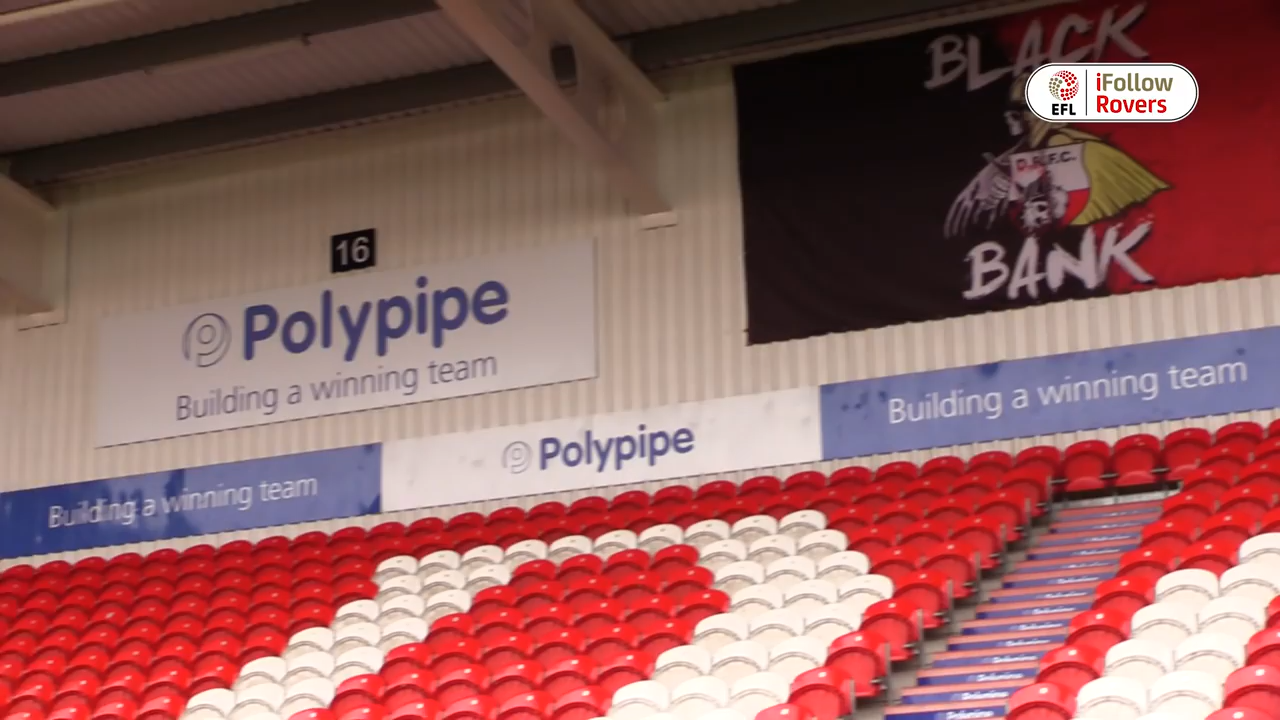 BLACK
EFL
iFollow
Rovers
D.R.F.C.
BANK
16
Polypipe
Building a winning team
Building a winning team
Polypipe
Building a winning team